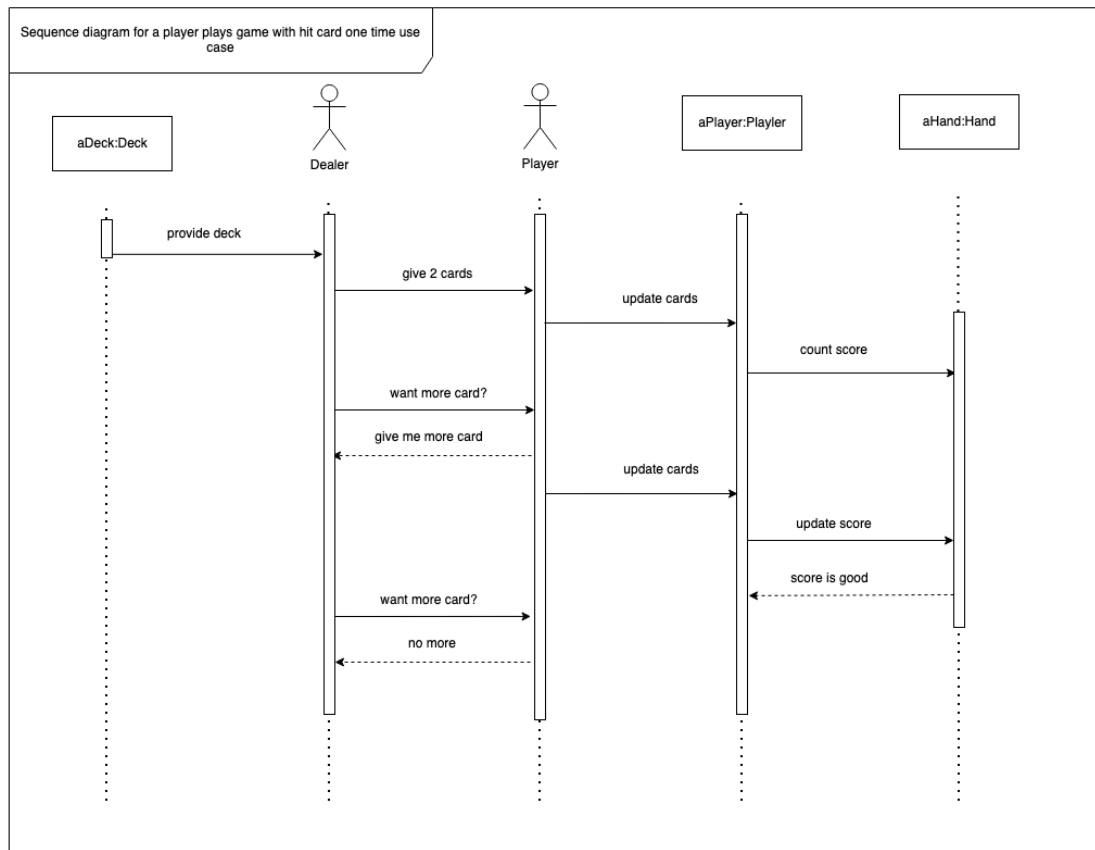 Sequence diagram for a player plays game with hit card one time use
case
aDeck:Deck
Dealer
Player
aPlayer:Playler
aHand:Hand
provide deck
give 2 cards
update cards
count score
want more card?
give me more card
update cards
update score
score is good
want more card?
no more